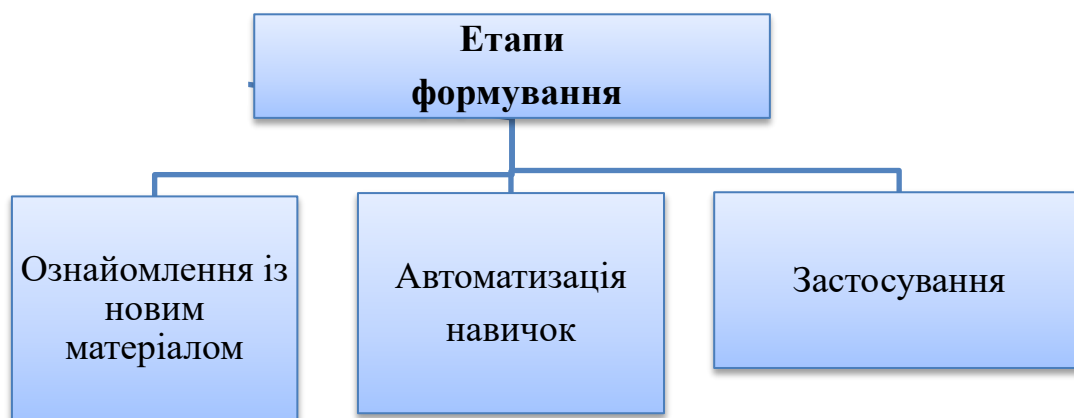 Етапи
формування
Ознайомлення із
новим
матеріалом
Автоматизація
навичок
Застосування